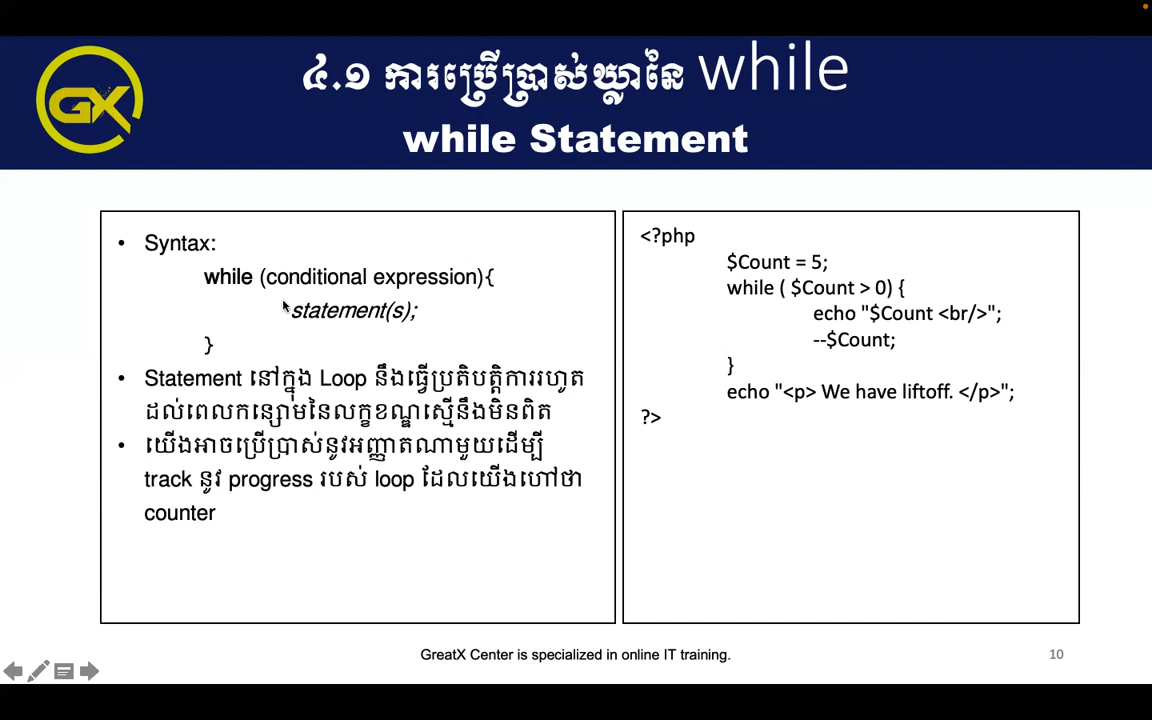 GX
៤.១ ការប្រើប្រាស់ឃ្លានៃ while
while Statement
• Syntax:
while (conditional expression){
statement(s);
}
• Statement នៅក្នុង Loop នឹងធ្វើប្រតិបត្តិការរហូត
ដល់ពេលកន្សោមនៃលក្ខខណ្ឌស្មើនឹងមិនពិត
• យើងអាចប្រើប្រាស់នូវអញ្ញាតណាមួយដើម្បី
track នូវ progress របស់ loop ដែលយើងហៅថា
counter
<?php
$Count = 5;
while ( $Count > 0) {
echo "$Count <br/>";
--$Count;
}
echo "<p> We have liftoff. </p>";
?>
GreatX Center is specialized in online IT training.
10